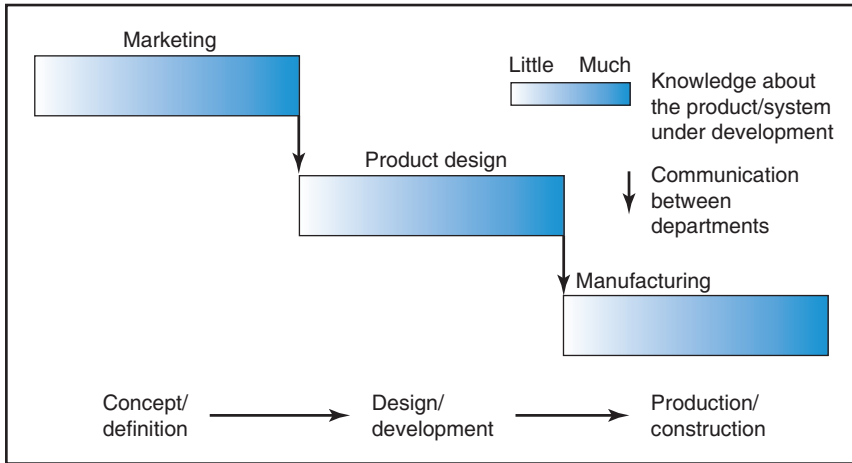 Marketing
Little Much
Knowledge about
the product/system
under development
Product design
Communication
between
departments
Manufacturing
Concept/
definition
Design/
development
Production/
construction